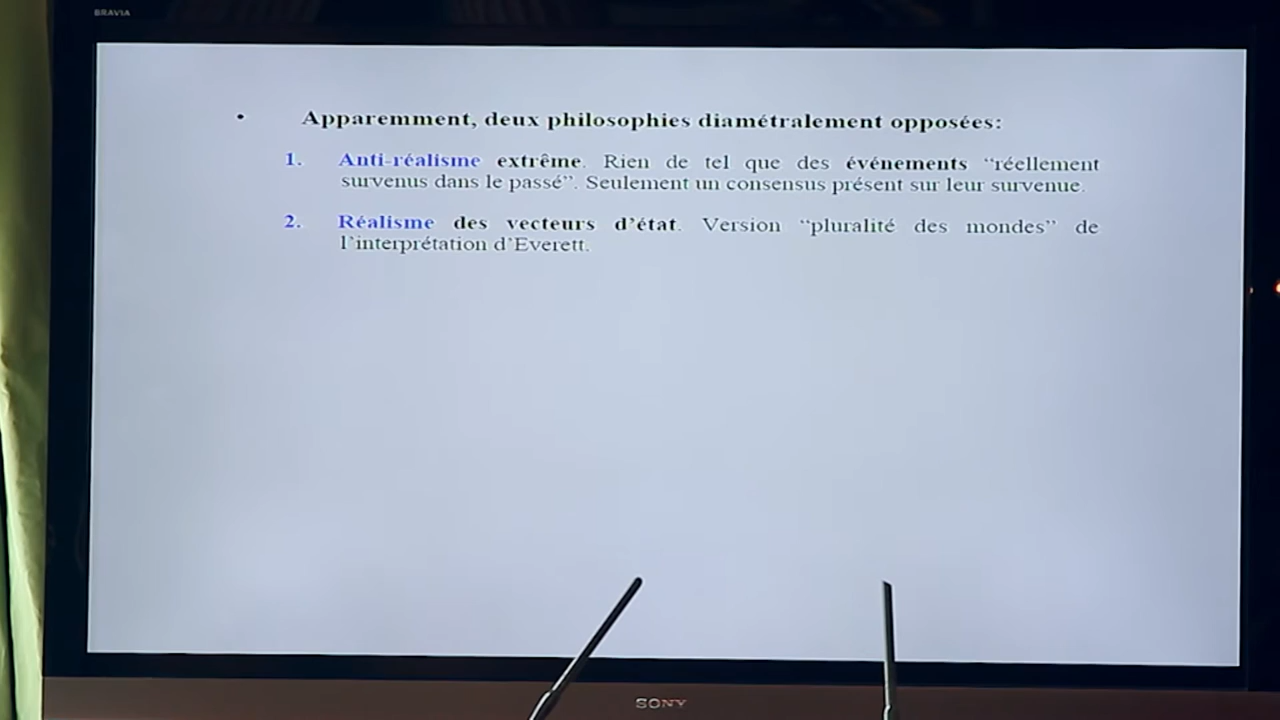 BRAVIA
• Apparemment, deux philosophies diamétralement opposées:
1. Anti-réalisme extrême. Rien de tel que des événements “réellement
survenus dans le passé”. Seulement un consensus présent sur leur survenue.
2. Réalisme des vecteurs d’état. Version “pluralité des mondes” de
l’interprétation d’Everett.
SONY